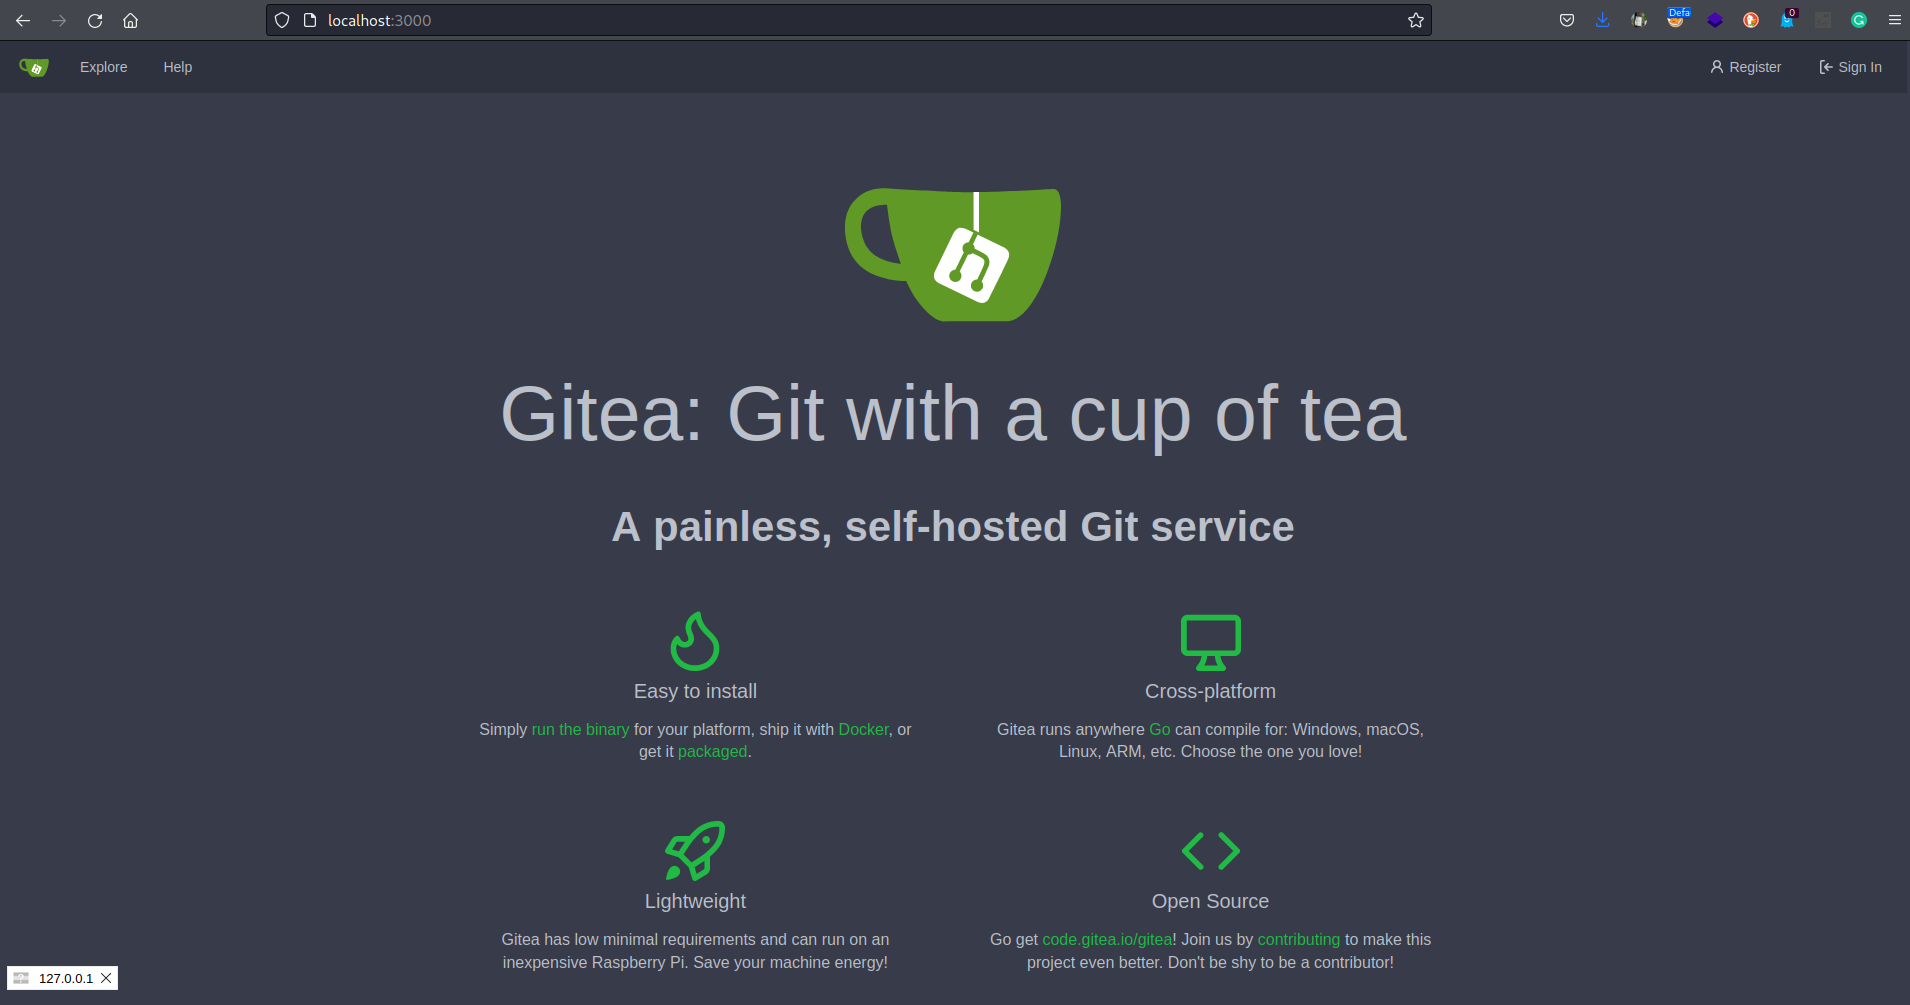 localhost:3000
Defa
0
Explore
Help
Register
Sign In
Gitea: Git with a cup of tea
A painless, self-hosted Git service
Easy to install
Simply run the binary for your platform, ship it with Docker, or
get it packaged.
Cross-platform
Gitea runs anywhere Go can compile for: Windows, macOS,
Linux, ARM, etc. Choose the one you love!
Lightweight
Gitea has low minimal requirements and can run on an
inexpensive Raspberry Pi. Save your machine energy!
Open Source
Go get code.gitea.io/gitea! Join us by contributing to make this
project even better. Don't be shy to be a contributor!
127.0.0.1